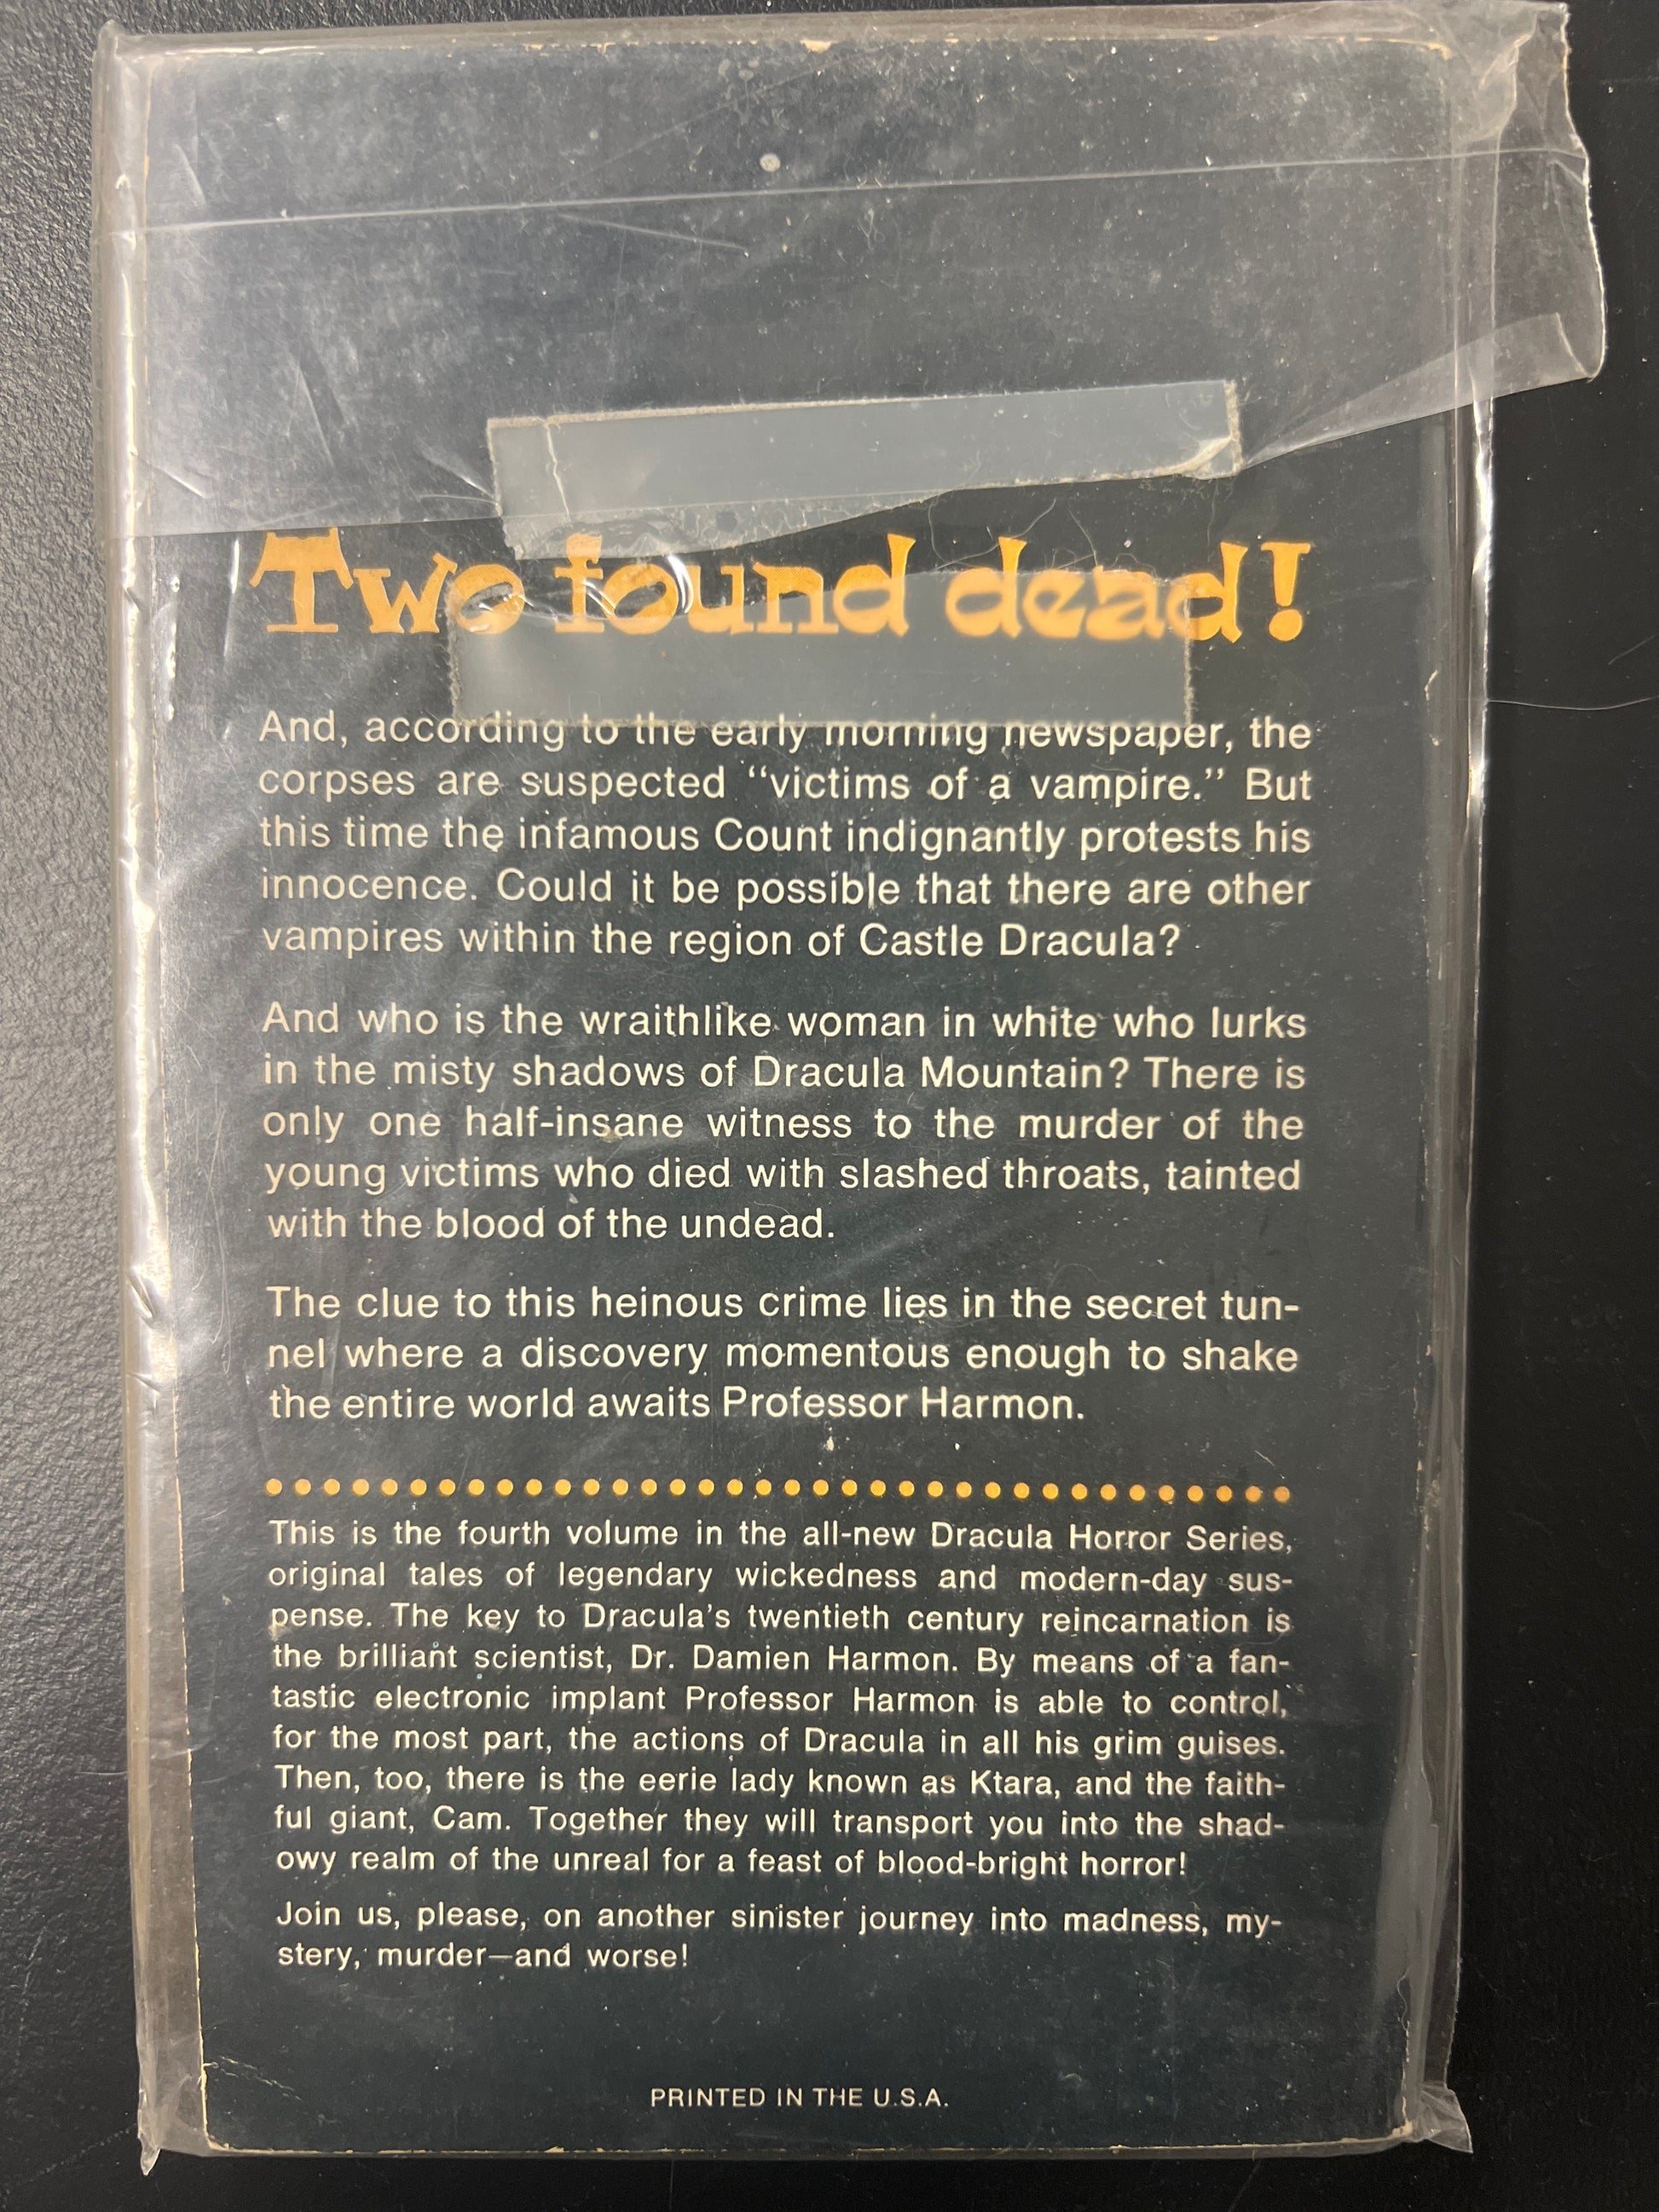 Two found dead!
And, according to the early morning newspaper, the
corpses are suspected “victims of a vampire.” But
this time the infamous Count indignantly protests his
innocence. Could it be possible that there are other
vampires within the region of Castle Dracula?
And who is the wraithlike woman in white who lurks
in the misty shadows of Dracula Mountain? There is
only one half-insane witness to the murder of the
young victims who died with slashed throats, tainted
with the blood of the undead.
The clue to this heinous crime lies in the secret tun-
nel where a discovery momentous enough to shake
the entire world awaits Professor Harmon.
This is the fourth volume in the all-new Dracula Horror Series,
original tales of legendary wickedness and modern-day sus-
pense. The key to Dracula's twentieth century reincarnation is
the brilliant scientist, Dr. Damien Harmon. By means of a fan-
tastic electronic implant Professor Harmon is able to control,
for the most part, the actions of Dracula in all his grim guises.
Then, too, there is the eerie lady known as Ktara, and the faith-
ful giant, Cam. Together they will transport you into the shad-
owy realm of the unreal for a feast of blood-bright horror!
Join us, please, on another sinister journey into madness, my-
stery, murder—and worse!
PRINTED IN THE U.S.A.